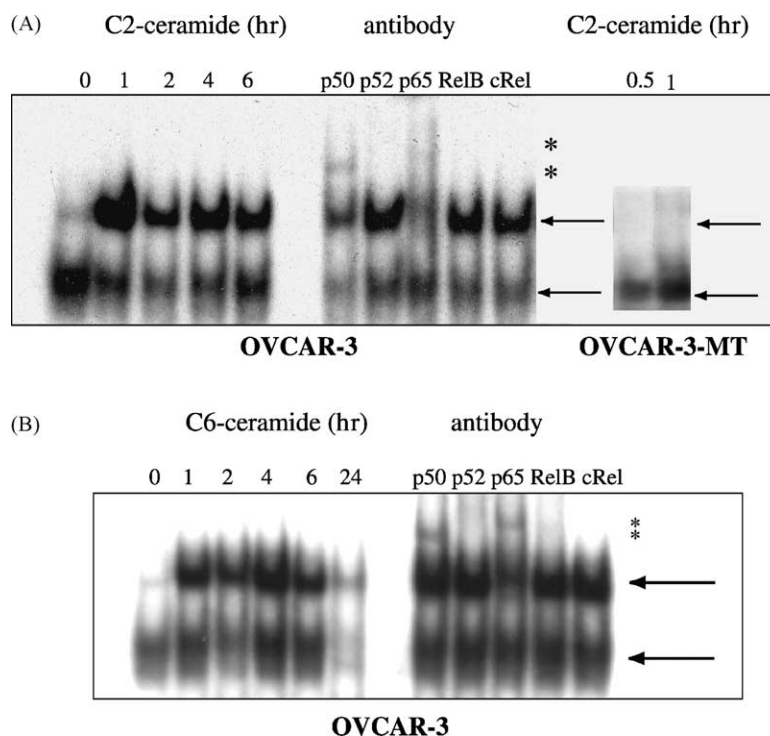 (A)
C2-ceramide (hr) antibody C2-ceramide (hr)
0 1 2 4 6 p50 p52 p65 RelB cRel 0.5 1
*
*
OVCAR-3 OVCAR-3-MT
(B)
C6-ceramide (hr) antibody
0 1 2 4 6 24 p50 p52 p65 RelB cRel
*
*
OVCAR-3